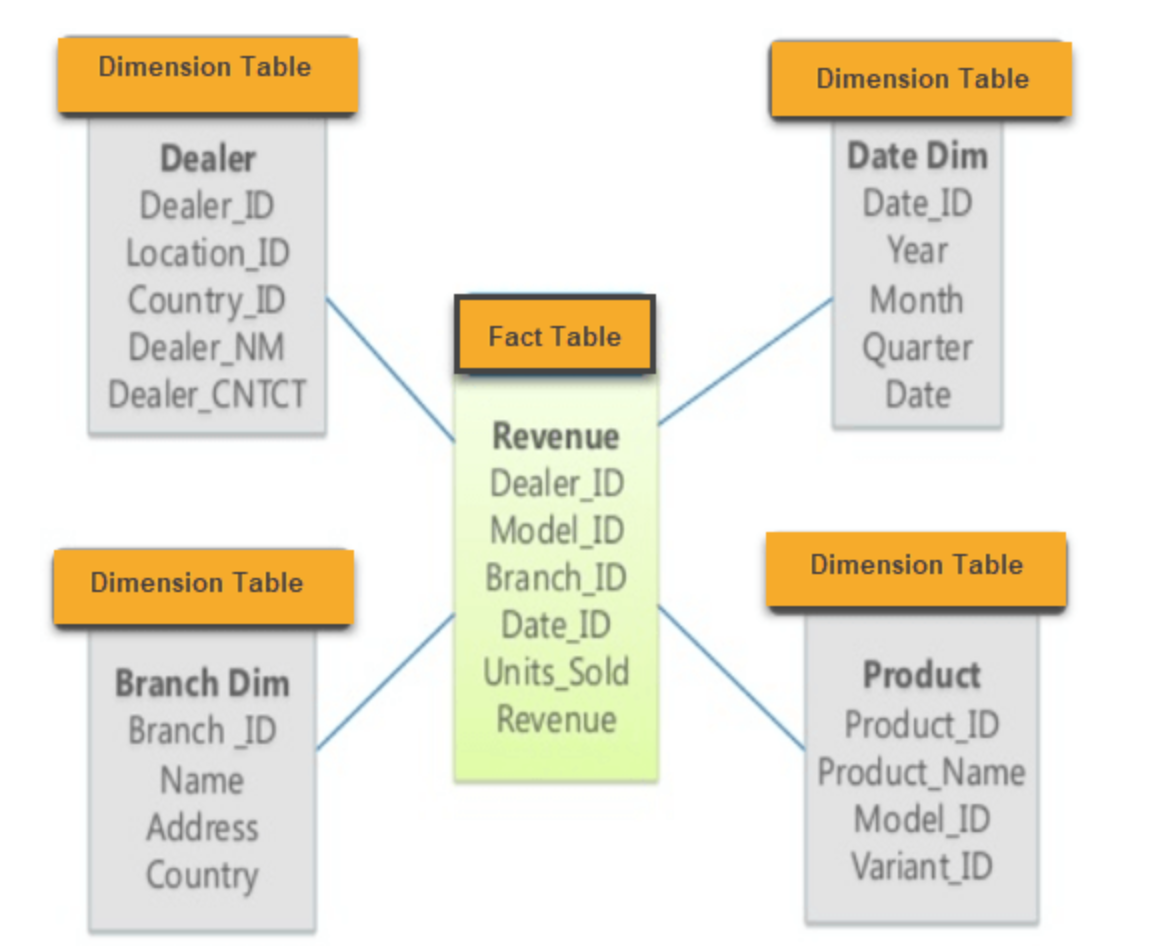 Dimension Table
Dealer
Dealer_ID
Location_ID
Country_ID
Dealer_NM
Dealer_CNTCT
Dimension Table
Date Dim
Date_ID
Year
Month
Quarter
Date
Fact Table
Revenue
Dealer_ID
Model_ID
Branch_ID
Date_ID
Units_Sold
Revenue
Dimension Table
Branch Dim
Branch _ID
Name
Address
Country
Dimension Table
Product
Product_ID
Product_Name
Model_ID
Variant_ID